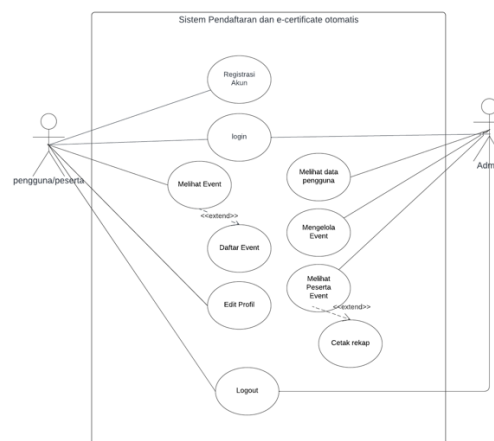 Sistem Pendaftaran dan e-certificate otomatis
Registrasi
Akun
login
pengguna/peserta
Adm
Melihat Event
Melihat data
pengguna
<<extend>>
Daftar Event
Mengelola
Event
Edit Profil
Melihat
Peserta
Event
<<extend>>
Cetak rekap
Logout